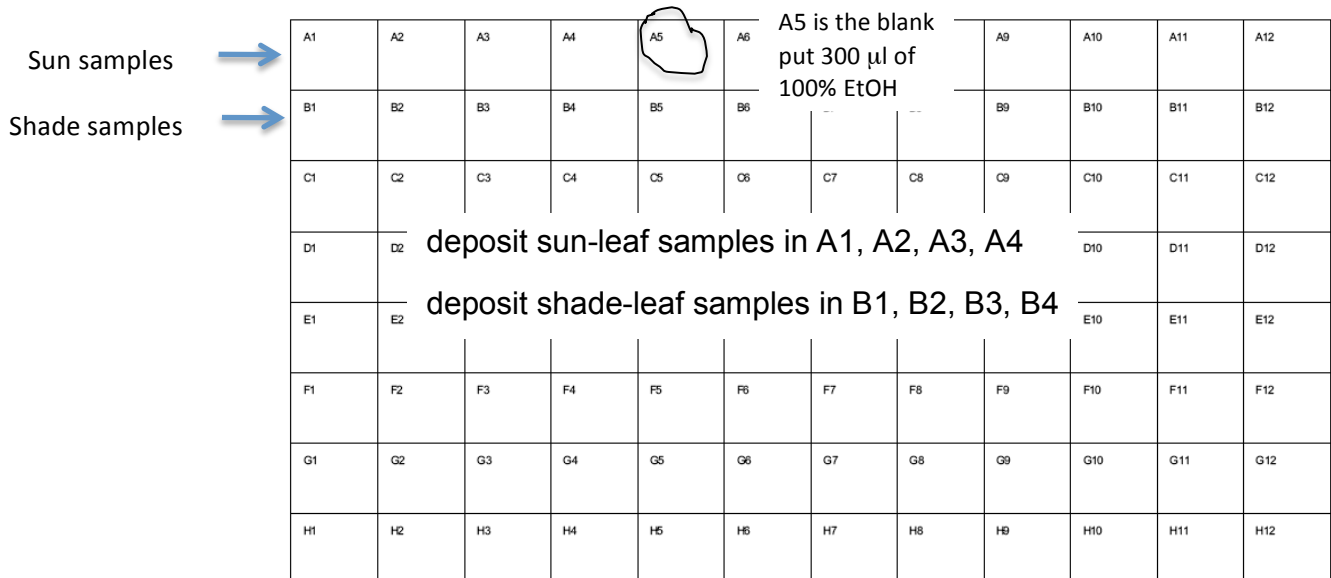 A5 is the blank
put 300 µl of
100% EtOH
Sun samples
A1 A2 A3 A4 A5 A6 A9 A10 A11 A12
Shade samples
B1 B2 B3 B4 B5 B6 B9 B10 B11 B12
C1 C2 C3 C4 C5 C6 C7 C8 C9 C10 C11 C12
deposit sun-leaf samples in A1, A2, A3, A4
D1 D2 D10 D11 D12
deposit shade-leaf samples in B1, B2, B3, B4
E1 E2 E10 E11 E12
F1 F2 F3 F4 F5 F6 F7 F8 F9 F10 F11 F12
G1 G2 G3 G4 G5 G6 G7 G8 G9 G10 G11 G12
H1 H2 H3 H4 H5 H6 H7 H8 H9 H10 H11 H12